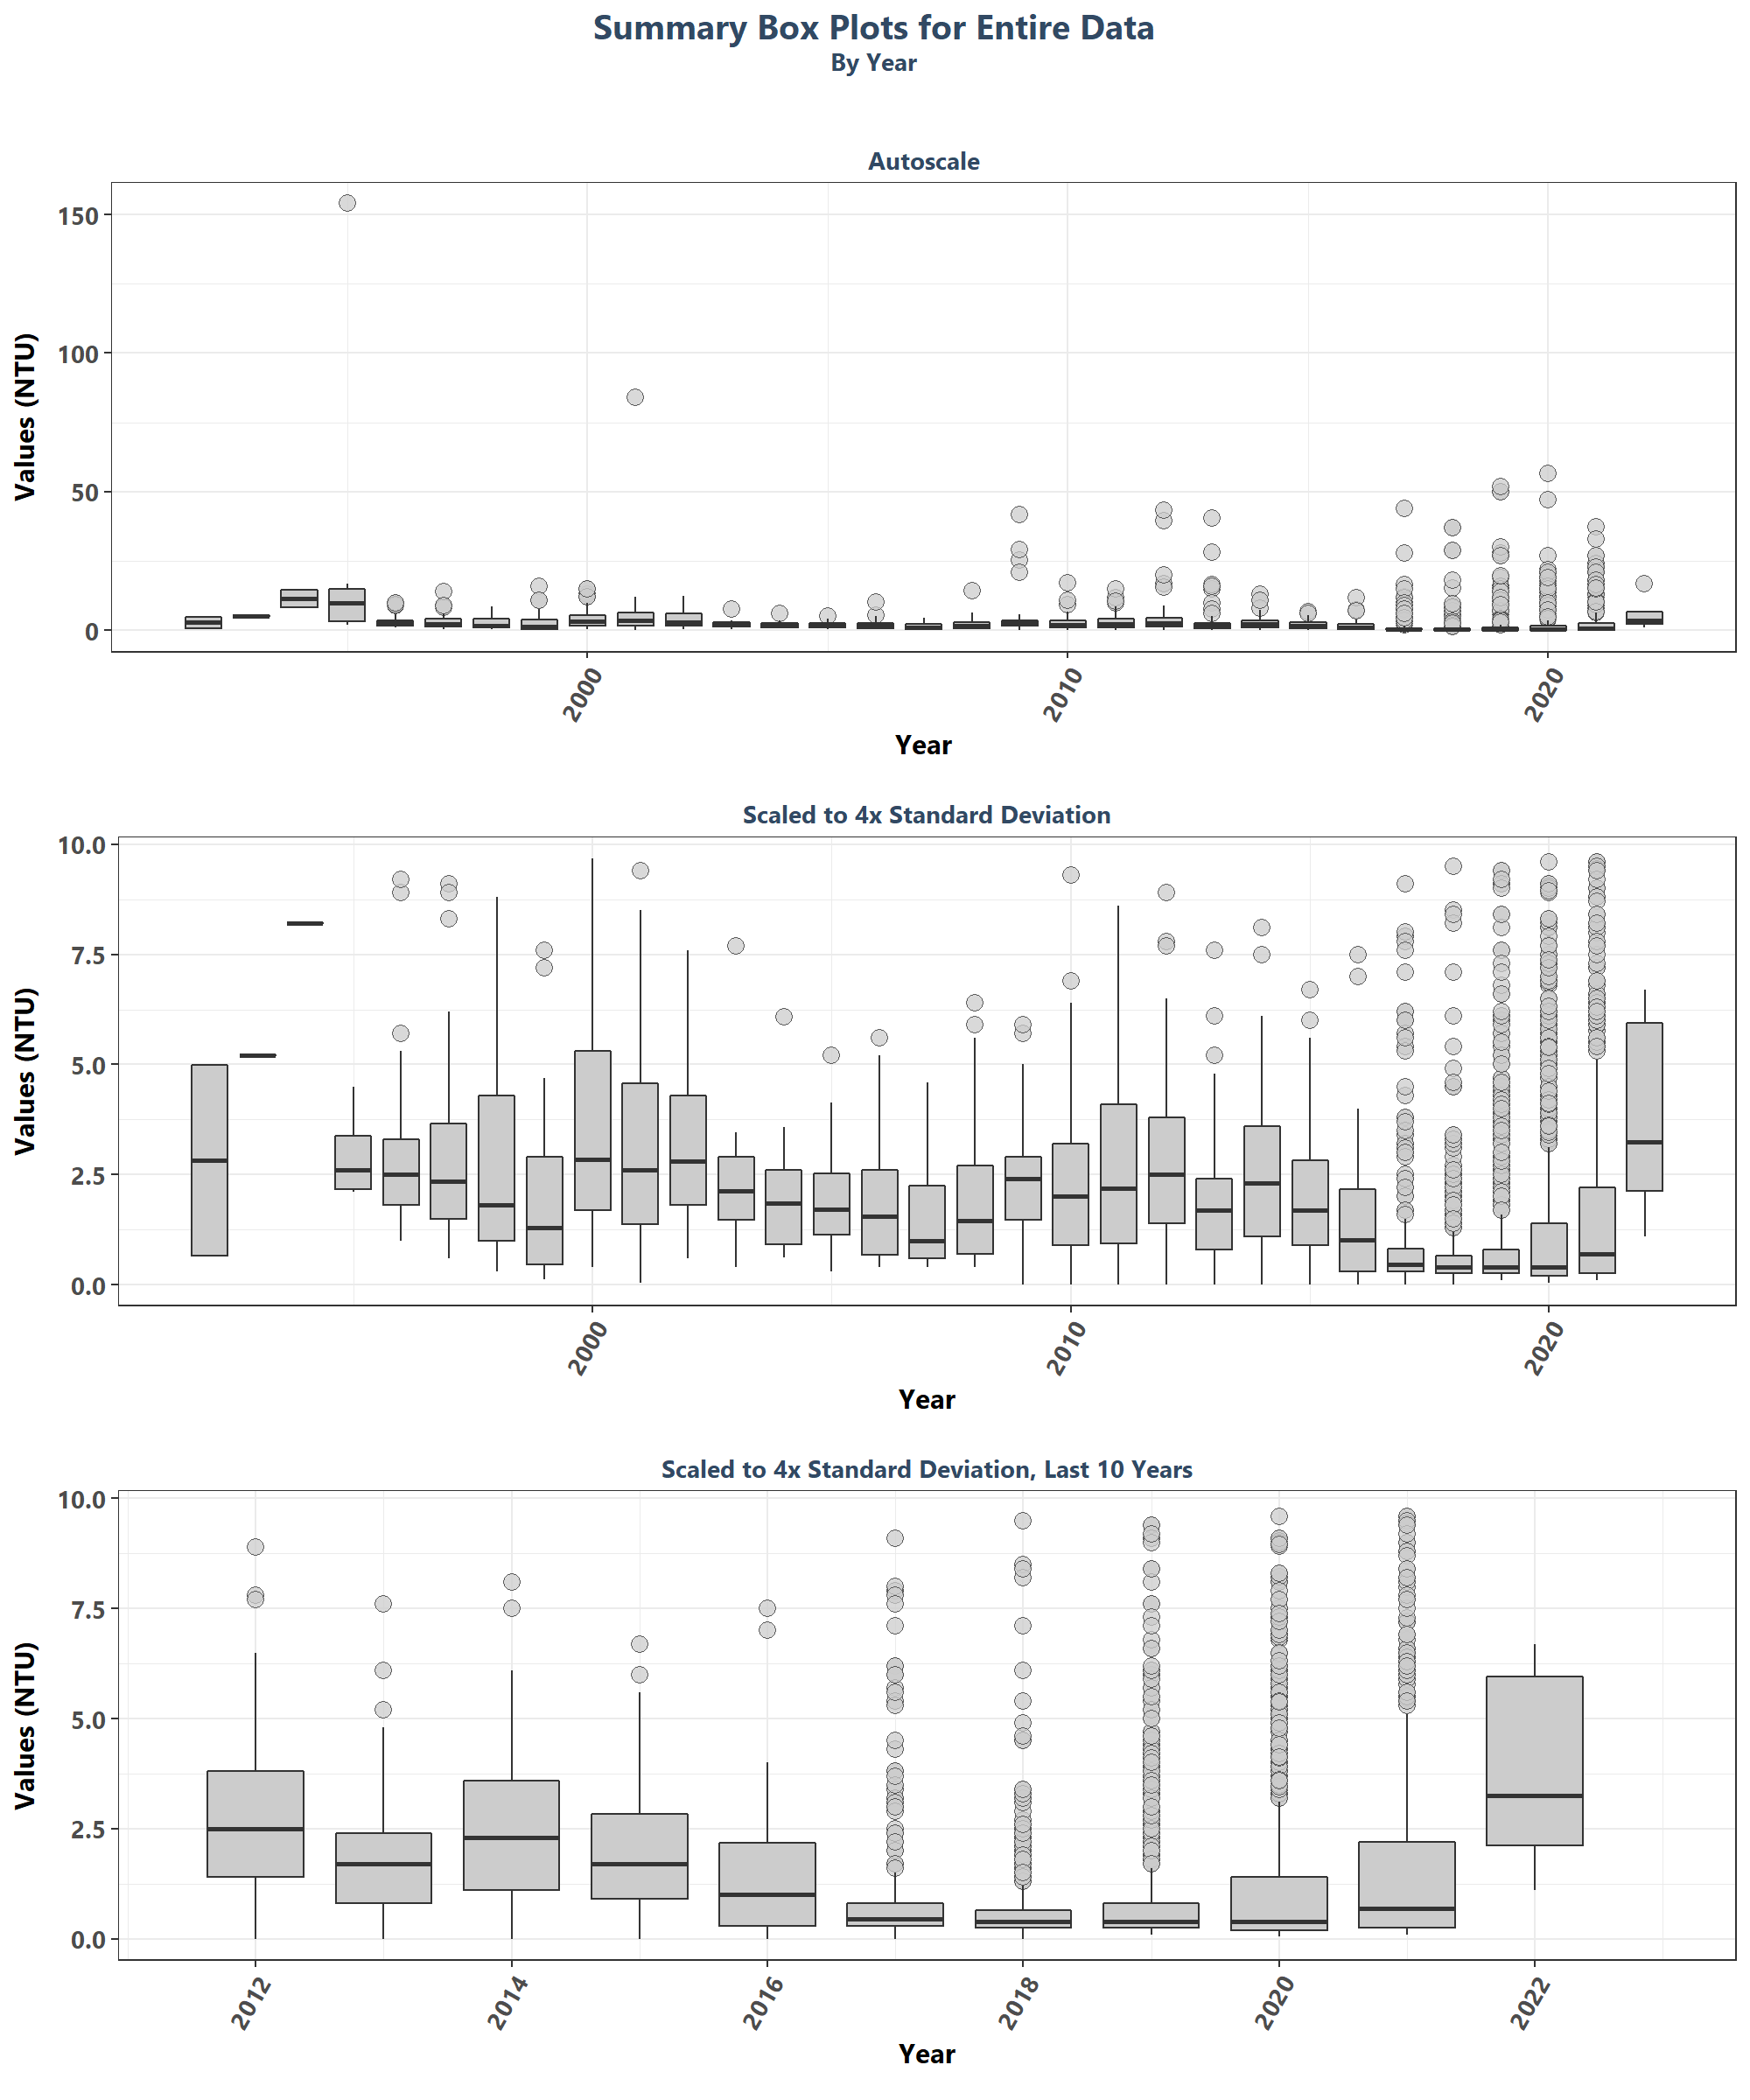 Summary Box Plots for Entire Data
By Year
Autoscale
Values (NTU)
150
100
50
0
2000
2010
2020
Year
Scaled to 4x Standard Deviation
Values (NTU)
10.0
7.5
5.0
2.5
0.0
2000
2010
2020
Year
Scaled to 4x Standard Deviation, Last 10 Years
Values (NTU)
10.0
7.5
5.0
2.5
0.0
2012
2014
2016
2018
2020
2022
Year